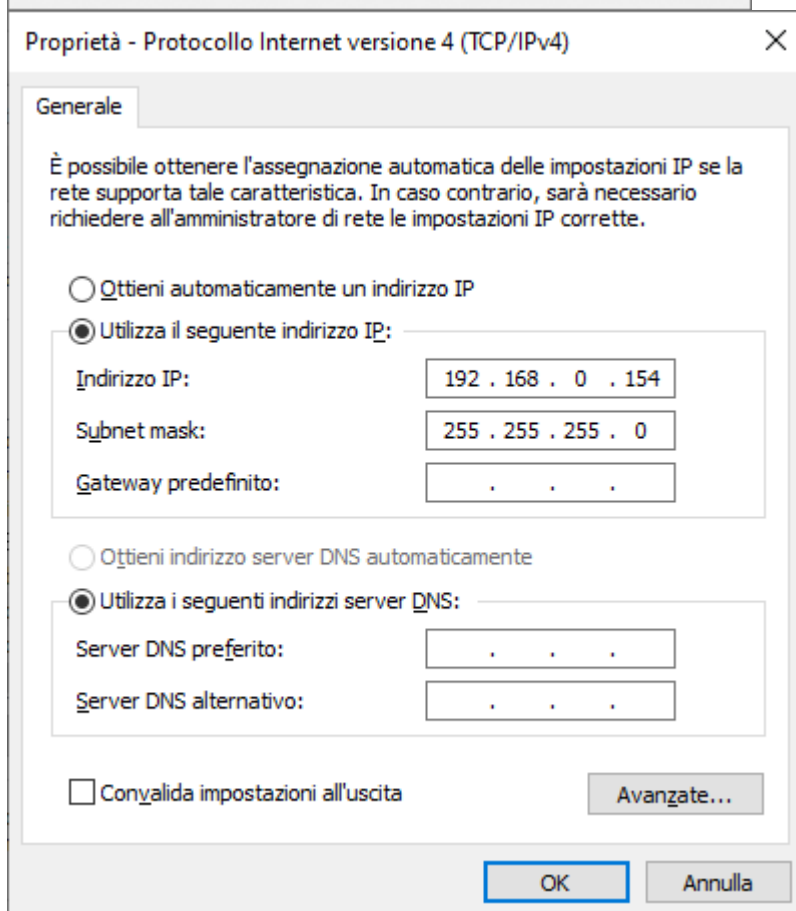 Proprietà - Protocollo Internet versione 4 (TCP/IPv4)
Generale
È possibile ottenere l'assegnazione automatica delle impostazioni IP se la
rete supporta tale caratteristica. In caso contrario, sarà necessario
richiedere all'amministratore di rete le impostazioni IP corrette.
Ottieni automaticamente un indirizzo IP
Utilizza il seguente indirizzo IP:
Indirizzo IP: 192 . 168 . 0 . 154
Subnet mask: 255 . 255 . 255 . 0
Gateway predefinito: . . .
Ottieni indirizzo server DNS automaticamente
Utilizza i seguenti indirizzi server DNS:
Server DNS preferito: . . .
Server DNS alternativo: . . .
Convalida impostazioni all'uscita Avanzate...
OK Annulla